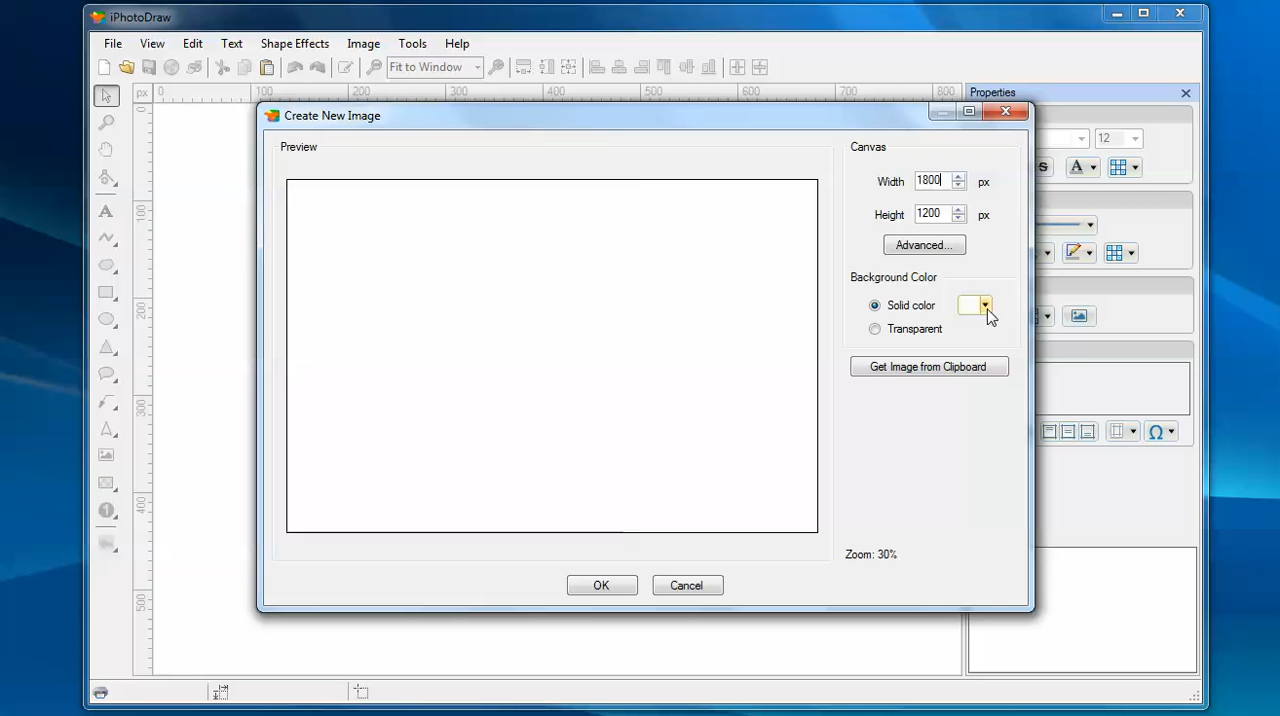 iPhotoDraw
File View Edit Text Shape Effects Image Tools Help
Fit to Window
px 0 100 200 300 400 500 600 700 800
Properties
Create New Image
Preview
Canvas
12
S A
Width 1800 px
Height 1200 px
Advanced...
Background Color
Solid color
Transparent
Get Image from Clipboard
Ω
Zoom: 30%
OK Cancel
0
100
200
300
400
500
A
1